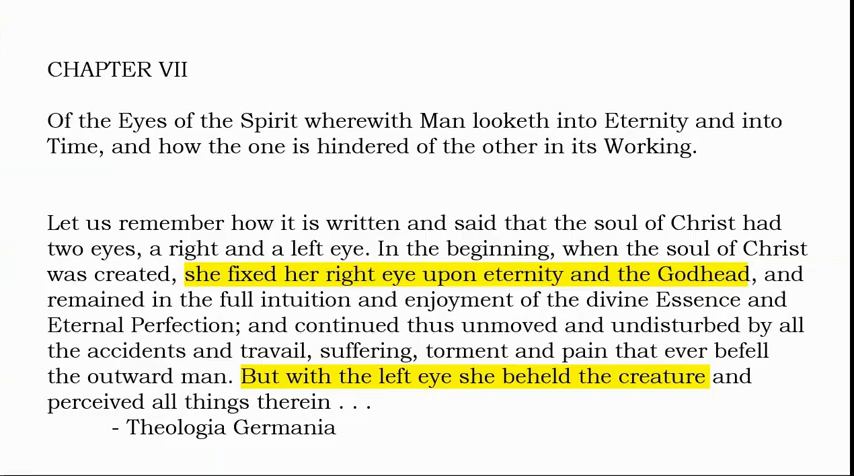 CHAPTER VII
Of the Eyes of the Spirit wherewith Man looketh into Eternity and into
Time, and how the one is hindered of the other in its Working.
Let us remember how it is written and said that the soul of Christ had
two eyes, a right and a left eye. In the beginning, when the soul of Christ
was created, she fixed her right eye upon eternity and the Godhead, and
remained in the full intuition and enjoyment of the divine Essence and
Eternal Perfection; and continued thus unmoved and undisturbed by all
the accidents and travail, suffering, torment and pain that ever befell
the outward man. But with the left eye she beheld the creature and
perceived all things therein . . .
- Theologia Germania